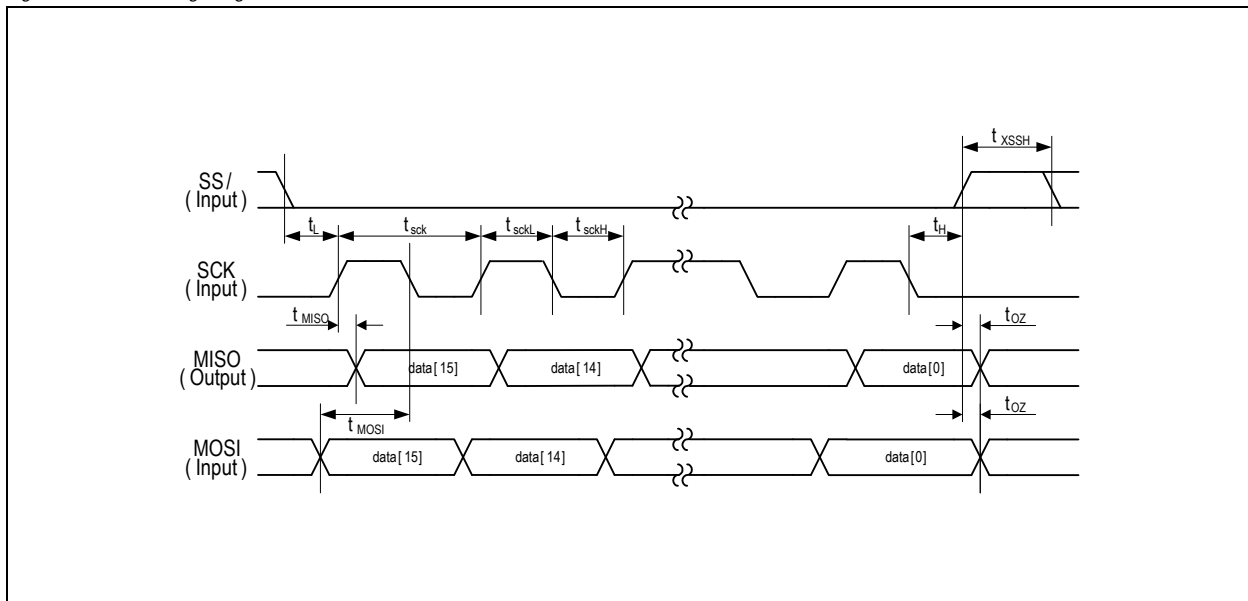 t XSSH
SS/
( Input )
tL tsck tsckL tsckH tH
SCK
( Input )
t MISO tOZ
MISO
( Output )
data[ 15] data[ 14] data[0]
tOZ
t MOSI
MOSI
( Input )
data[ 15] data[ 14] data[0]